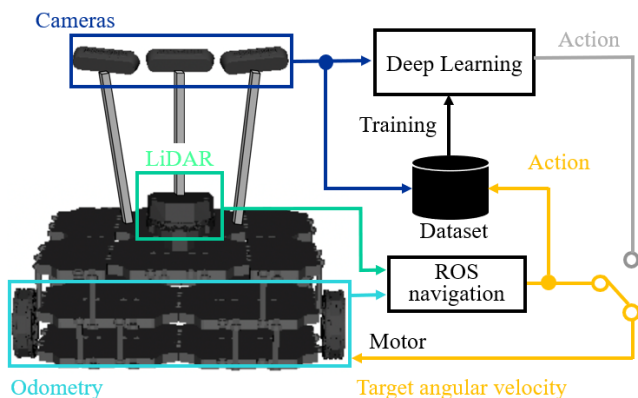 Cameras
Action
Deep Learning
Training
LiDAR
Action
Dataset
ROS
navigation
Motor
Odometry
Target angular velocity